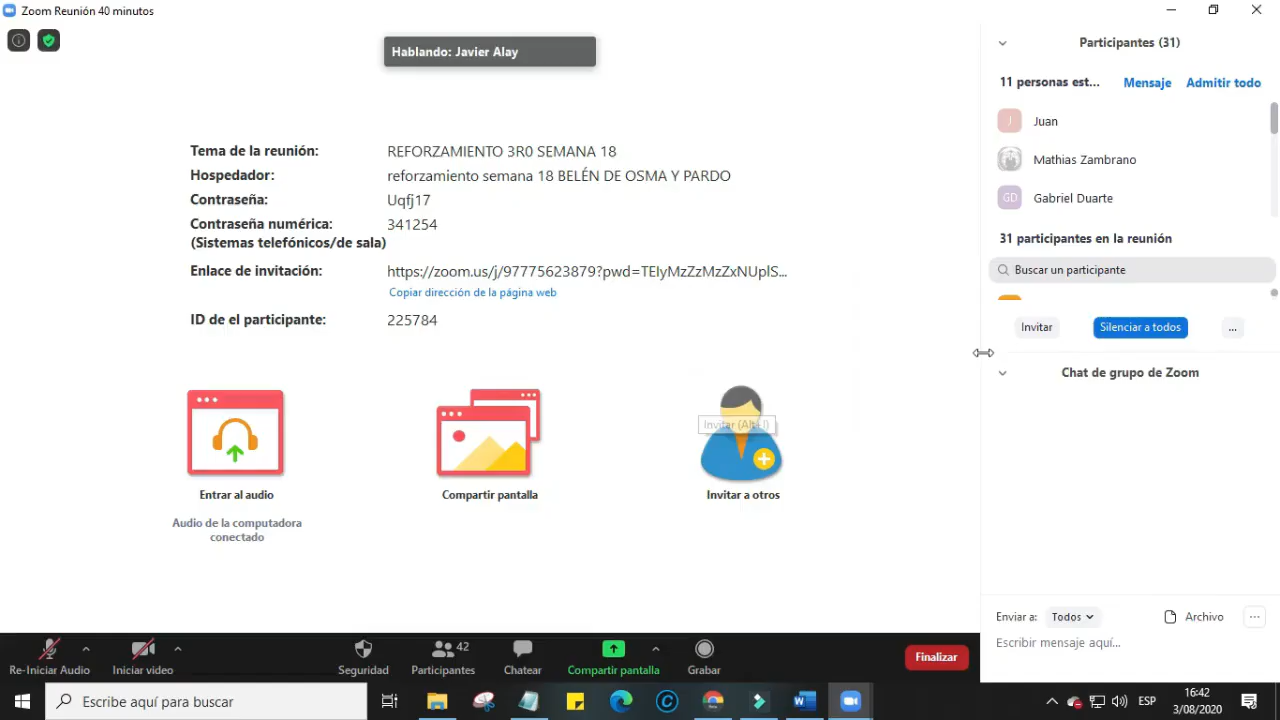 Zoom Reunión 40 minutos
Hablando: Javier Alay
Tema de la reunión: REFORZAMIENTO 3R0 SEMANA 18
Hospedador: reforzamiento semana 18 BELÉN DE OSMA Y PARDO
Contraseña: Uqfj17
Contraseña numérica: 341254
(Sistemas telefónicos/de sala)
Enlace de invitación: https://zoom.us/j/97775623879?pwd=TEIyMzZzMzZxNUplS...
Copiar dirección de la página web
ID de el participante: 225784
Entrar al audio
Audio de la computadora
conectado
Compartir pantalla
Invitar (Alt+I)
Invitar a otros
Participantes (31)
11 personas est... Mensaje Admitir todo
J Juan
Mathias Zambrano
GD Gabriel Duarte
31 participantes en la reunión
Buscar un participante
Invitar Silenciar a todos ...
Chat de grupo de Zoom
Enviar a: Todos Archivo ...
Escribir mensaje aquí...
Re-Iniciar Audio
Iniciar video
Seguridad
42
Participantes
Chatear
Compartir pantalla
Grabar
Finalizar
Escribe aquí para buscar
ESP
16:42
3/08/2020